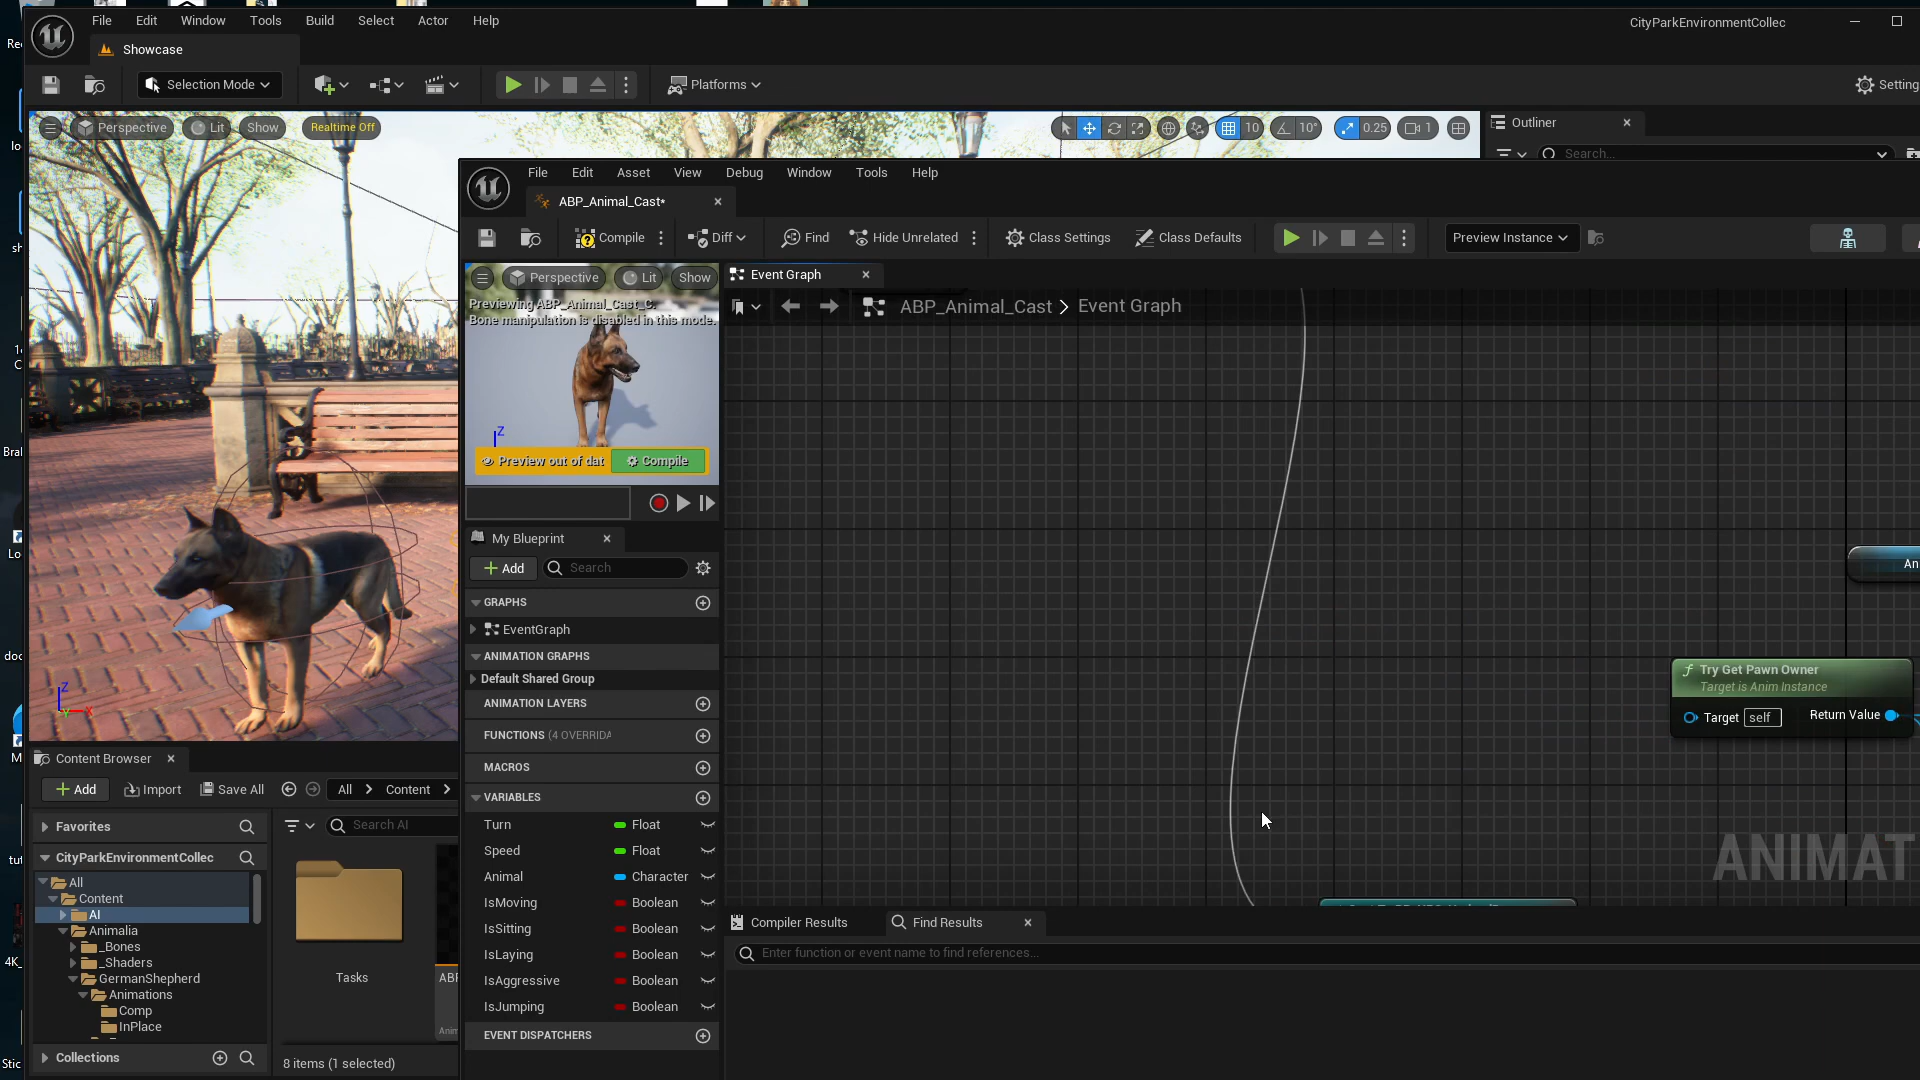 File Edit Window Tools Build Select Actor Help
CityParkEnvironmentCollec
Showcase
Selection Mode
Platforms
Perspective Lit Show Realtime Off
10 10° 0.25 1
Outliner
Search...
File Edit Asset View Debug Window Tools Help
ABP_Animal_Cast*
Compile Diff Find Hide Unrelated Class Settings Class Defaults Preview Instance
Perspective Lit Show
Previewing ABP_Animal_Cast_C.
Bone manipulation is disabled in this mode.
Z
Preview out of dat Compile
Event Graph
ABP_Animal_Cast > Event Graph
My Blueprint
Add Search
GRAPHS
EventGraph
ANIMATION GRAPHS
Default Shared Group
ANIMATION LAYERS
FUNCTIONS (4 OVERRIDA
MACROS
VARIABLES
Turn Float
Speed Float
Animal Character
IsMoving Boolean
IsSitting Boolean
IsLaying Boolean
IsAggressive Boolean
IsJumping Boolean
EVENT DISPATCHERS
An
Try Get Pawn Owner
Target is Anim Instance
Target self Return Value
ANIMAT
Compiler Results Find Results
Enter function or event name to find references...
Z
X
Content Browser
Add Import Save All All Content
Favorites
Search AI
CityParkEnvironmentCollec
All
Content
AI
Animalia
_Bones
_Shaders
GermanShepherd
Animations
Comp
InPlace
Collections
Tasks
ABP
Anim
8 items (1 selected)
Lo
doc
tut
4K_
Stic